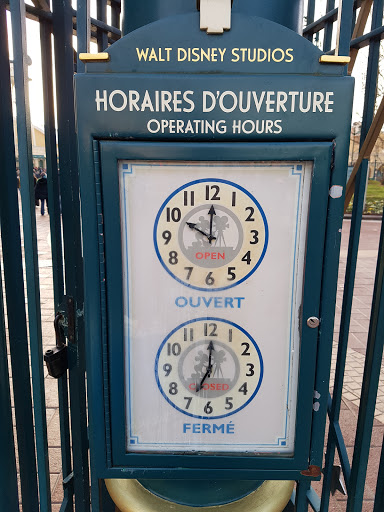 WALT DISNEY STUDIOS
HORAIRES D'OUVERTURE
OPERATING HOURS
12
11 1
10 2
9 3
8 4
7 5
6
OPEN
OUVERT
12
11 1
10 2
9 3
8 4
7 5
6
CLOSED
FERMÉ